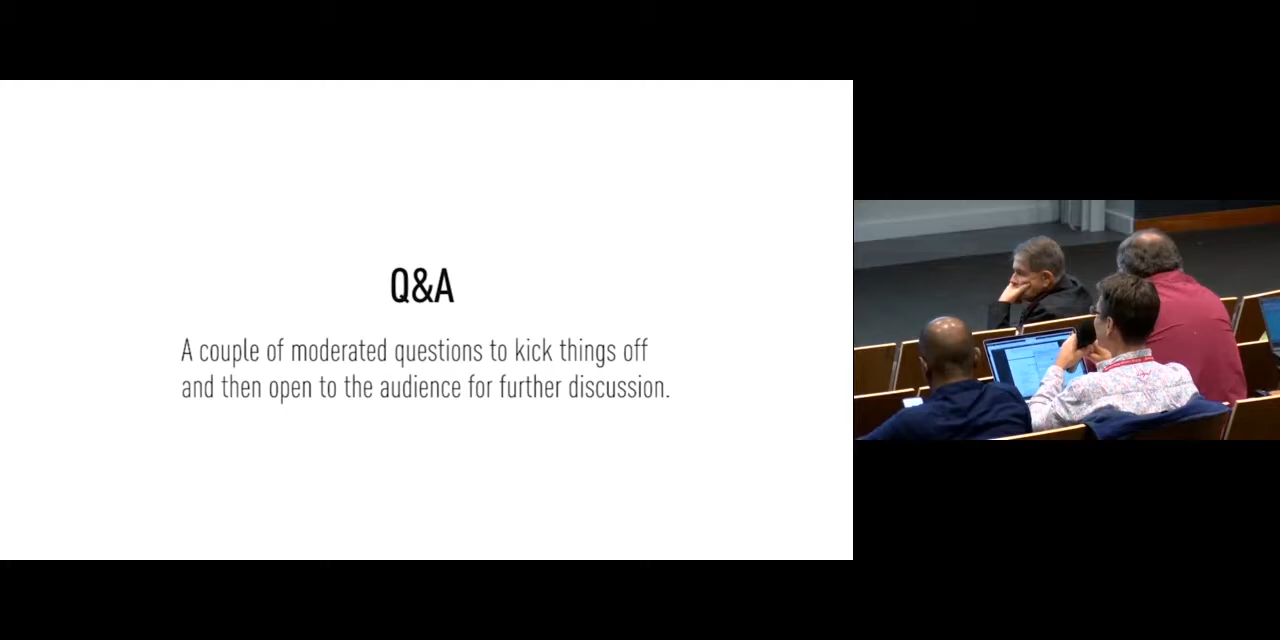 Q&A
A couple of moderated questions to kick things off
and then open to the audience for further discussion.